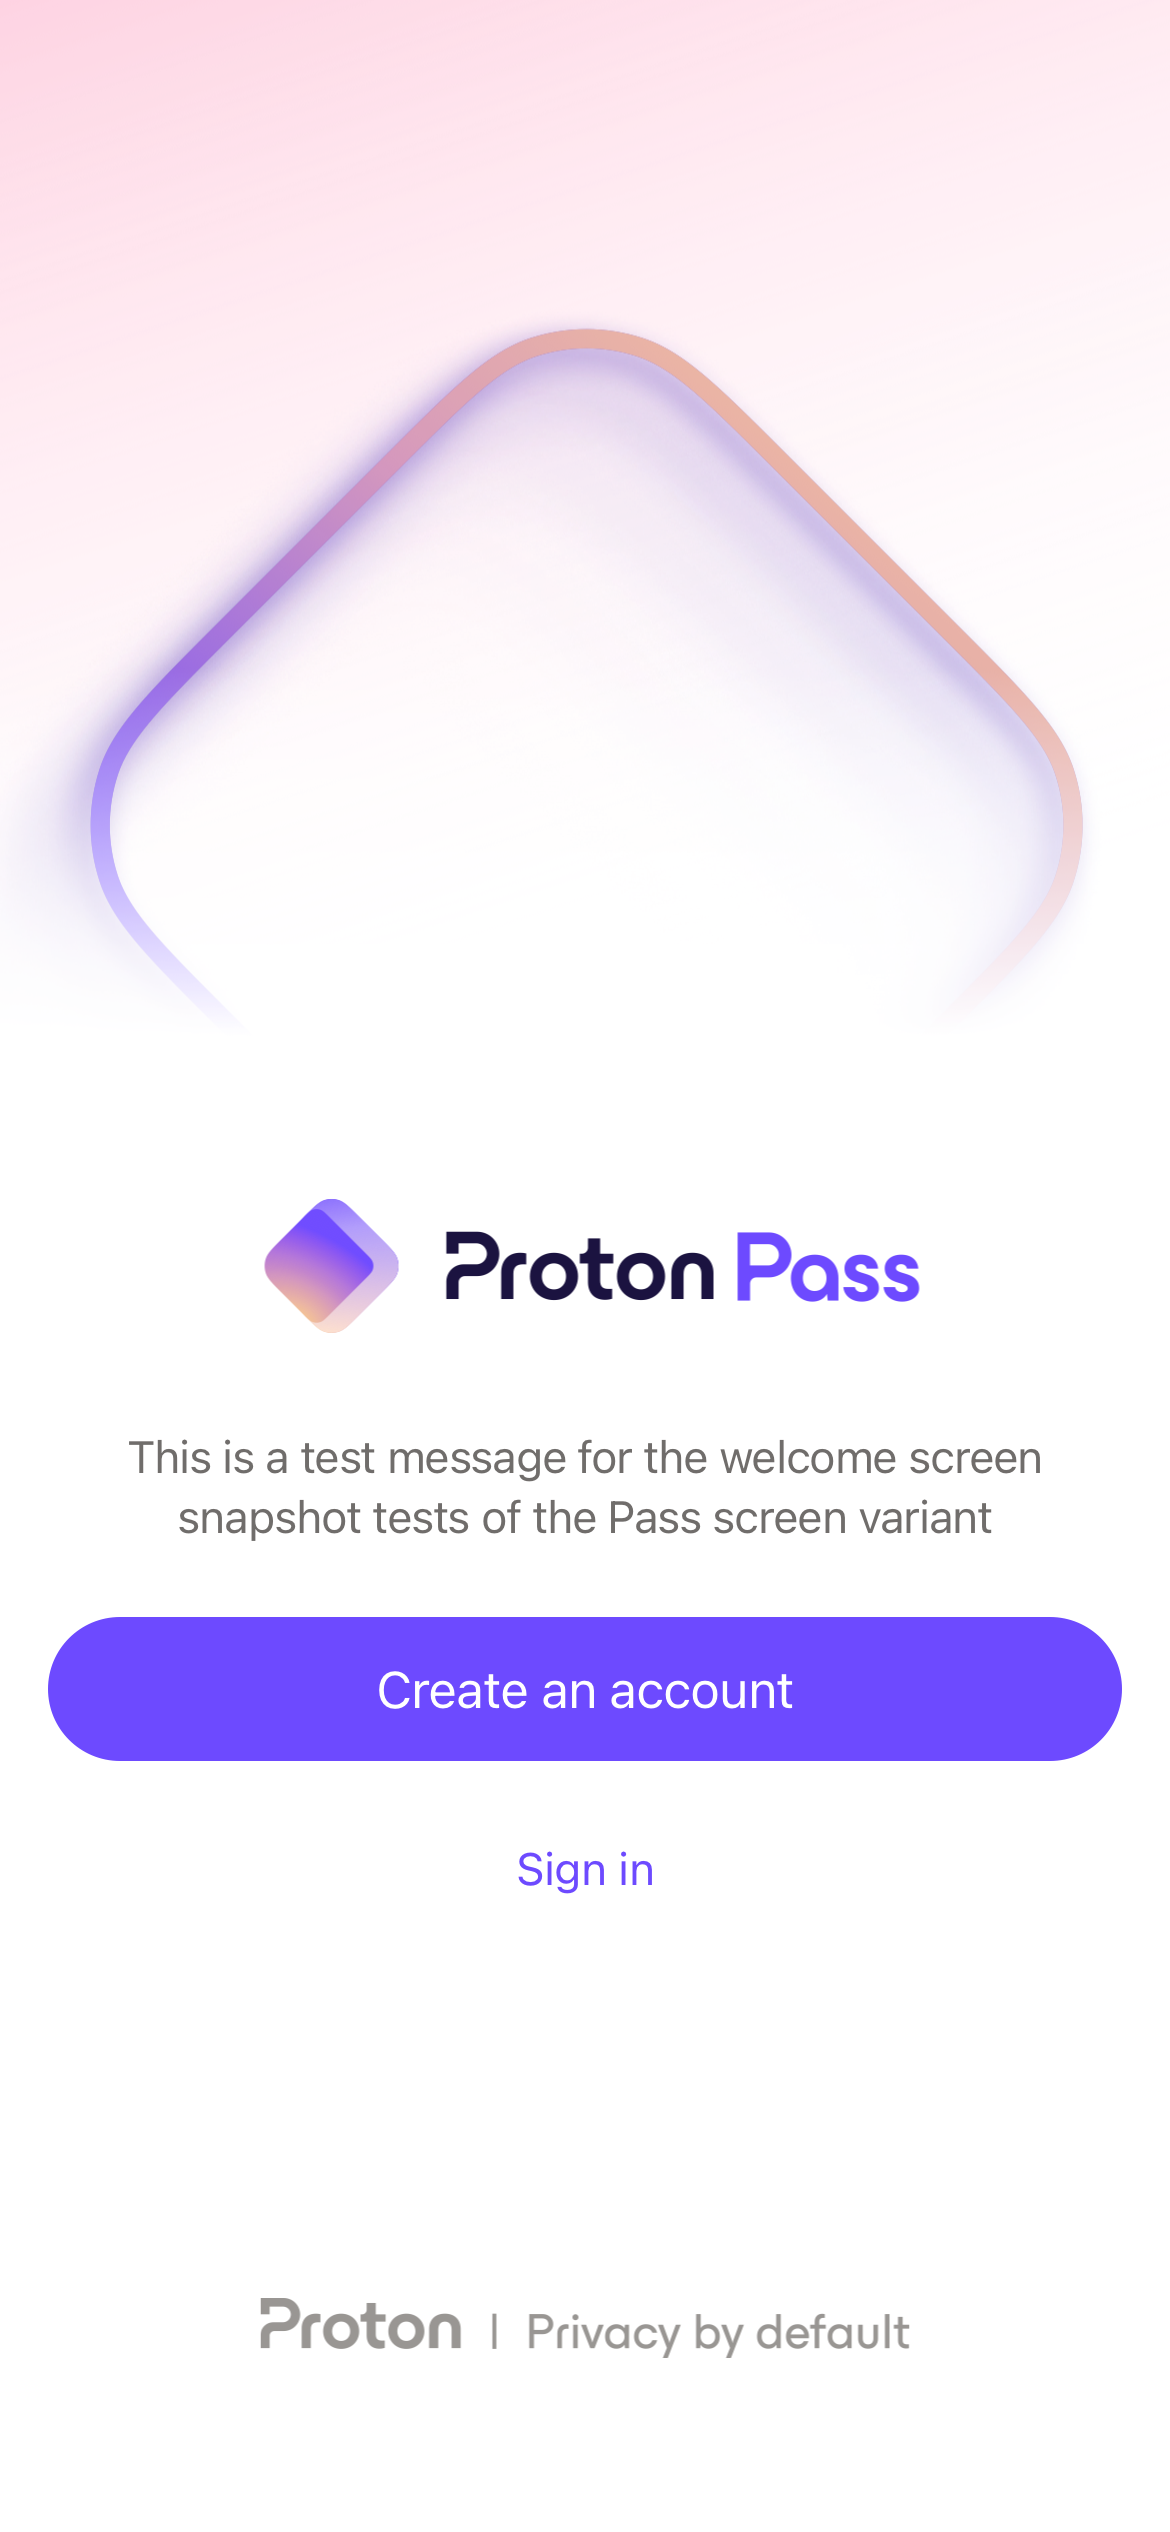 Proton Pass
This is a test message for the welcome screen
snapshot tests of the Pass screen variant
Create an account
Sign in
Proton | Privacy by default